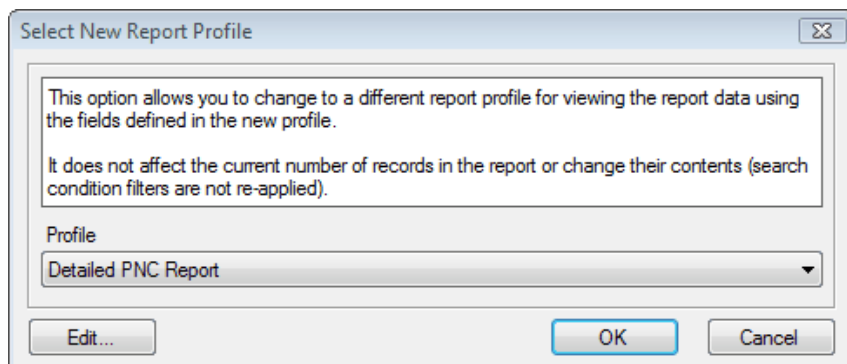 Select New Report Profile
This option allows you to change to a different report profile for viewing the report data using
the fields defined in the new profile.
It does not affect the current number of records in the report or change their contents (search
condition filters are not re-applied).
Profile
Detailed PNC Report
Edit... OK Cancel